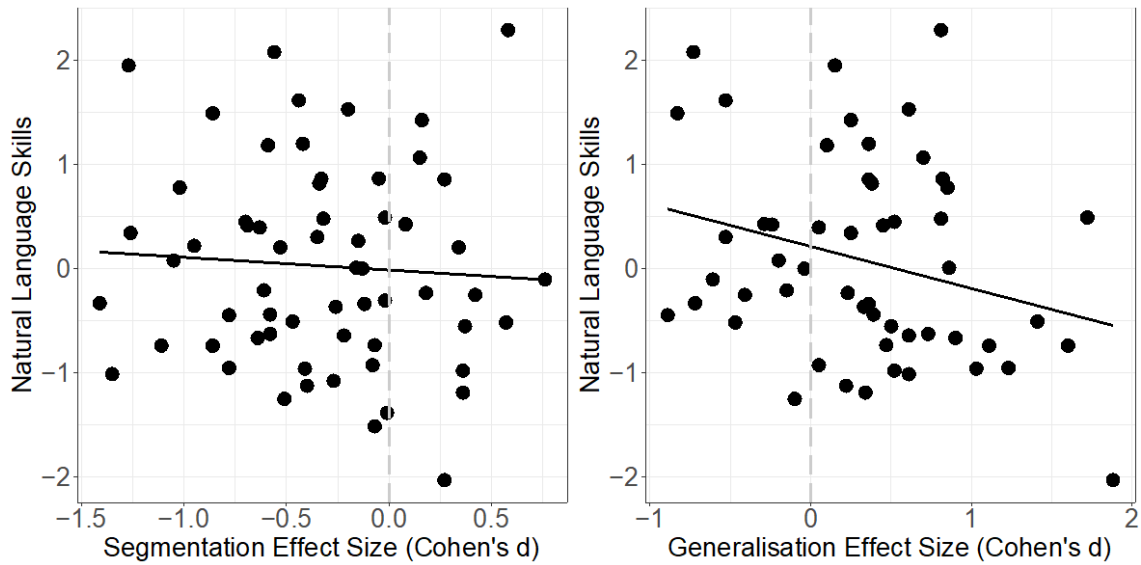 2
1
0
−1
−2
Natural Language Skills
−1.5 −1.0 −0.5 0.0 0.5
Segmentation Effect Size (Cohen's d)
2
1
0
−1
−2
Natural Language Skills
−1 0 1 2
Generalisation Effect Size (Cohen's d)